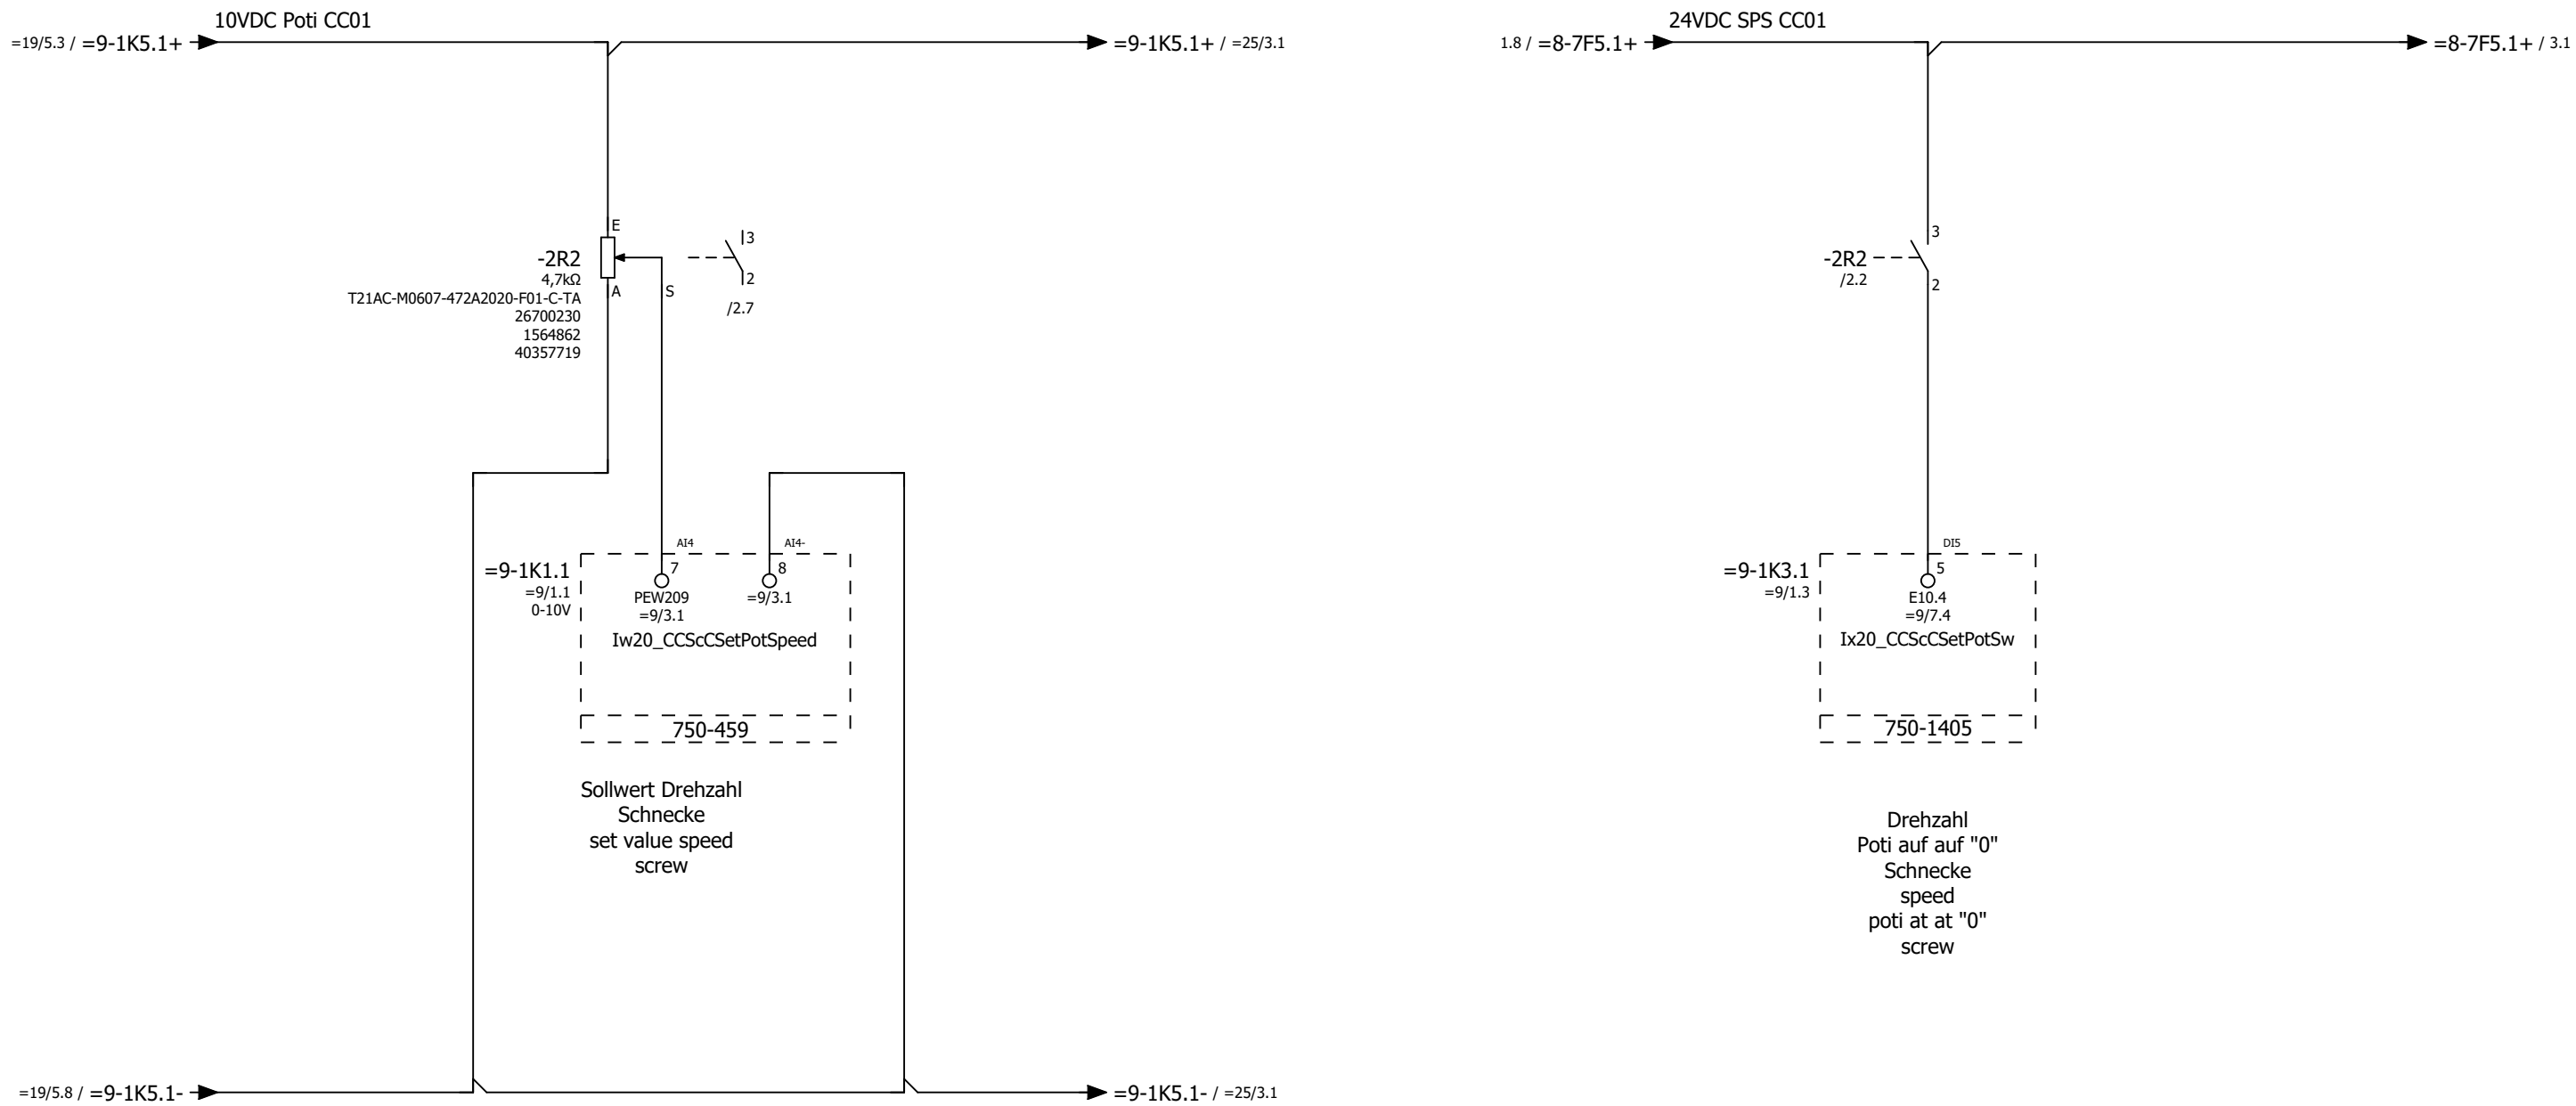 10VDC Poti CC01
=19/5.3 / =9-1K5.1+
=9-1K5.1+ / =25/3.1
24VDC SPS CC01
1.8 / =8-7F5.1+
=8-7F5.1+ / 3.1
E
-2R2
4,7kΩ
T21AC-M0607-472A2020-F01-C-TA
26700230
1564862
40357719
A
S
3
2
/2.7
-2R2
/2.2
3
2
=9-1K1.1
=9/1.1
0-10V
AI4
7
PEW209
=9/3.1
AI4-
8
=9/3.1
Iw20_CCScCSetPotSpeed
750-459
Sollwert Drehzahl
Schnecke
set value speed
screw
=9-1K3.1
=9/1.3
DI5
5
E10.4
=9/7.4
Ix20_CCScCSetPotSw
750-1405
Drehzahl
Poti auf auf "0"
Schnecke
speed
poti at at "0"
screw
=19/5.8 / =9-1K5.1-
=9-1K5.1- / =25/3.1